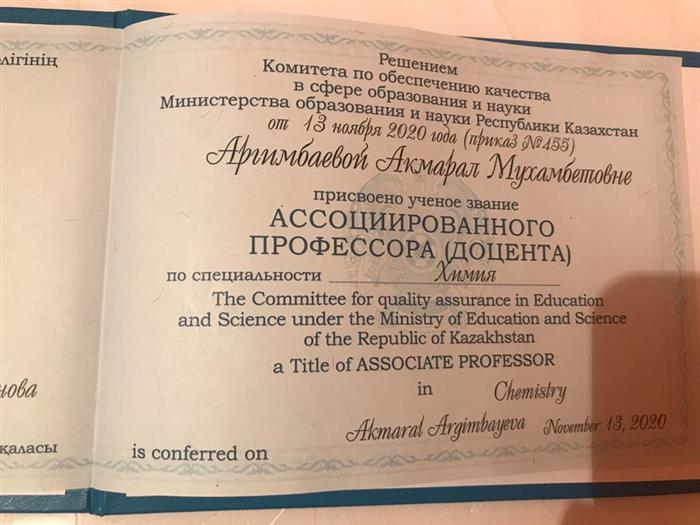 лігінің
нова
қаласы
Решением
Комитета по обеспечению качества
в сфере образования и науки
Министерства образования и науки Республики Казахстан
от 13 ноября 2020 года (приказ №455)
Аргимбаевой Акмарал Мухамбетовне
присвоено ученое звание
АССОЦИИРОВАННОГО
ПРОФЕССОРА (ДОЦЕНТА)
по специальности Химия
The Committee for quality assurance in Education
and Science under the Ministry of Education and Science
of the Republic of Kazakhstan
a Title of ASSOCIATE PROFESSOR
in Chemistry
Akmaral Argimbayeva November 13, 2020
is conferred on